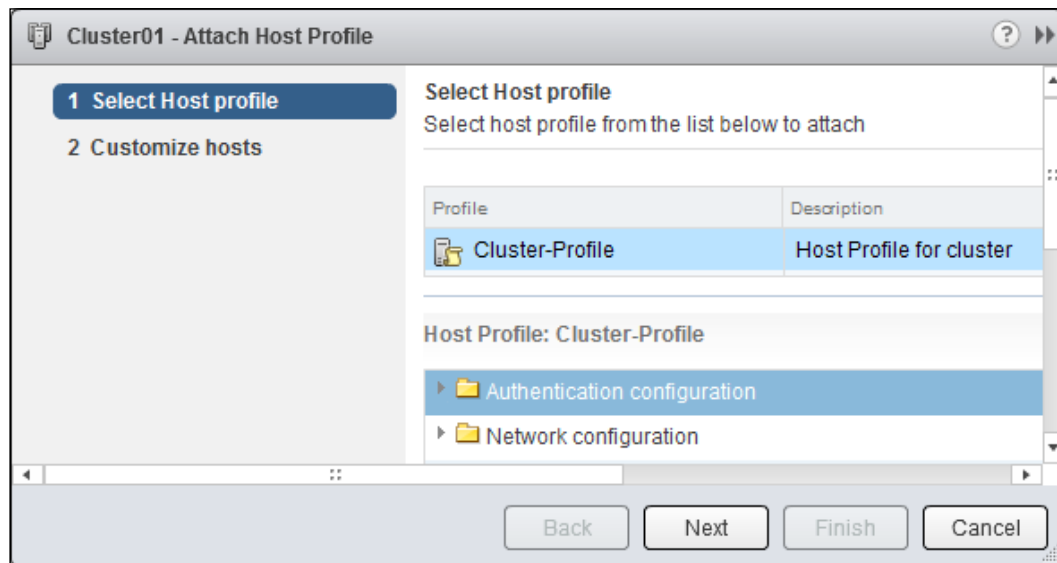 Cluster01 - Attach Host Profile
?
1 Select Host profile
2 Customize hosts
Select Host profile
Select host profile from the list below to attach
Profile Description
Cluster-Profile Host Profile for cluster
Host Profile: Cluster-Profile
Authentication configuration
Network configuration
Back Next Finish Cancel